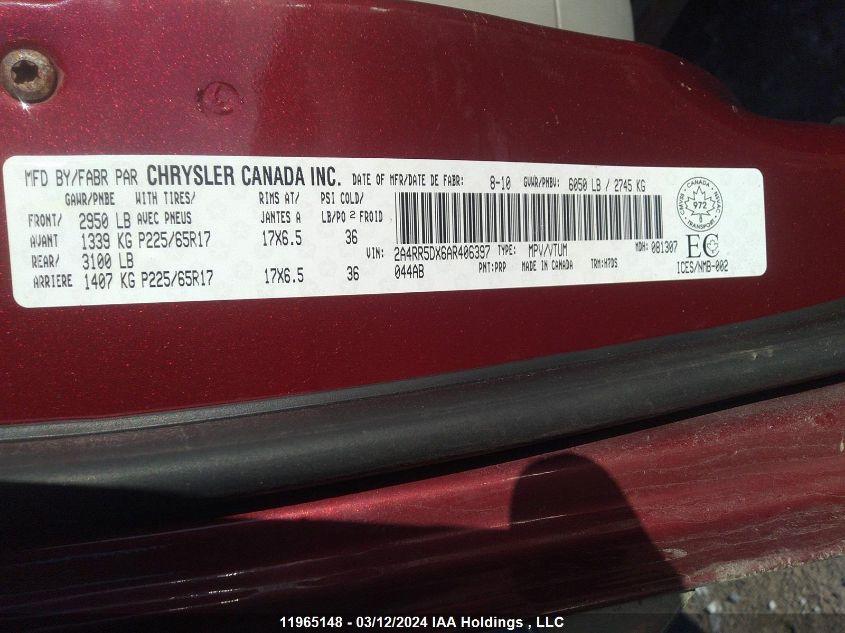 MFD BY/FABR PAR CHRYSLER CANADA INC. DATE OF MFR/DATE DE FABR: 8-10 GVWR/PNBV: 6050 LB / 2745 KG
GAWR/PNBE WITH TIRES/ RIMS AT/ PSI COLD/
FRONT/ 2950 LB AVEC PNEUS JANTES A LB/PO 2 FROID
AVANT 1339 KG P225/65R17 17X6.5 36
REAR/ 3100 LB
ARRIERE 1407 KG P225/65R17 17X6.5 36
VIN: 2A4RR5DX6AR406397 TYPE: MPV/VTUM MDH: 081307
044AB PNT:PRP MADE IN CANADA TRM:H7DS
CANADA
CMVSS NSVAC
972
TRANSPORT
EC
ICES/NMB-002
11965148 - 03/12/2024 IAA Holdings , LLC